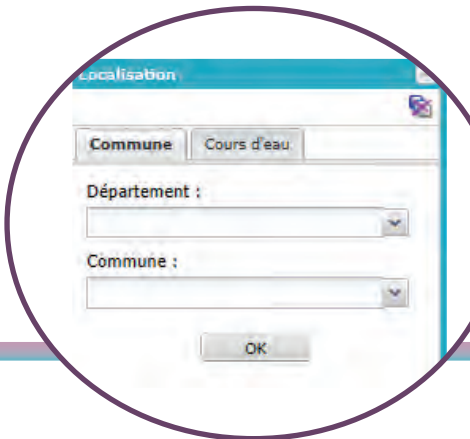 Localisation
Commune Cours d'eau
Département :
Commune :
OK